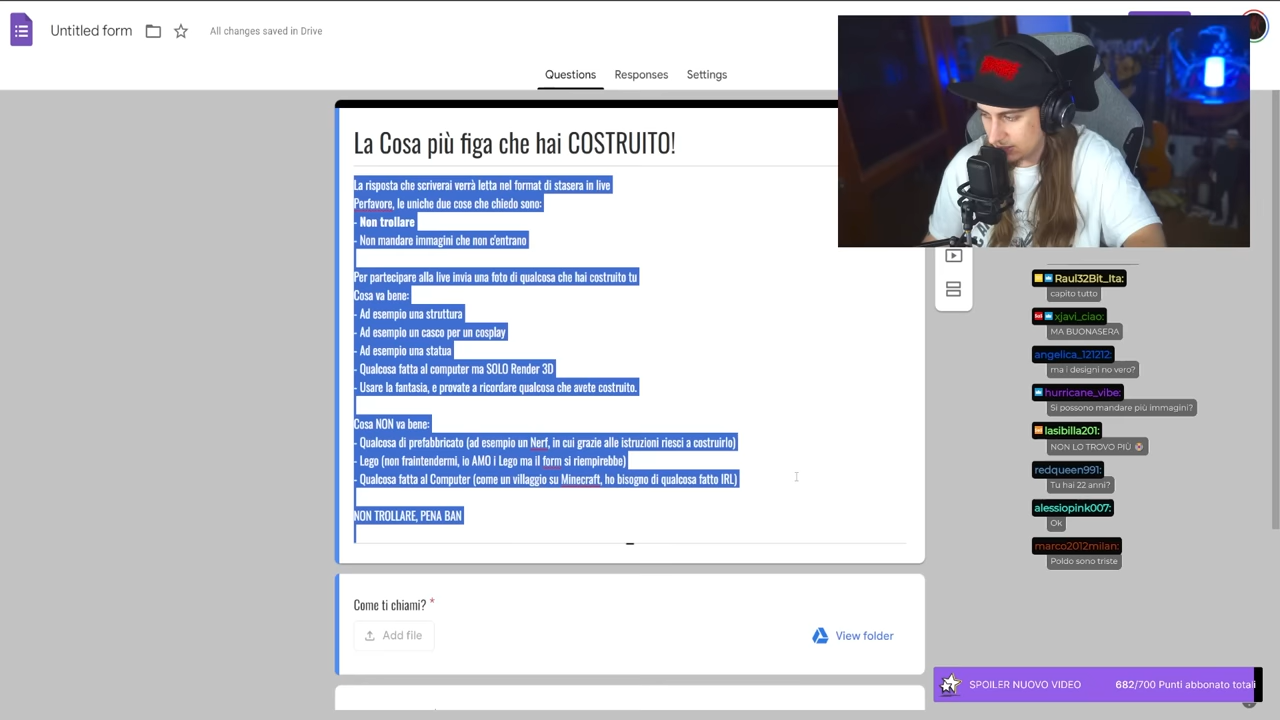 Untitled form
All changes saved in Drive
Questions
Responses
Settings
La Cosa più figa che hai COSTRUITO!
La risposta che scriverai verrà letta nel format di stasera in live
Perfavore, le uniche due cose che chiedo sono:
- Non trollare
- Non mandare immagini che non c'entrano
Per partecipare alla live invia una foto di qualcosa che hai costruito tu
Cosa va bene:
- Ad esempio una struttura
- Ad esempio un casco per un cosplay
- Ad esempio una statua
- Qualcosa fatta al computer ma SOLO Render 3D
- Usare la fantasia, e provate a ricordare qualcosa che avete costruito.
Cosa NON va bene:
- Qualcosa di prefabbricato (ad esempio un Nerf, in cui grazie alle istruzioni riesci a costruirlo)
- Lego (non fraintendermi, io AMO i Lego ma il form si riempirebbe)
- Qualcosa fatta al Computer (come un villaggio su Minecraft, ho bisogno di qualcosa fatto IRL)
NON TROLLARE, PENA BAN
Come ti chiami? *
Add file
View folder
Raul32Bit_Ita:
capito tutto
xjavi_ciao:
MA BUONASERA
angelica_121212:
ma i designi no vero?
hurricane_vibe:
Si possono mandare più immagini?
lasibilla201:
NON LO TROVO PIÙ
redqueen991:
Tu hai 22 anni?
alessiopink007:
Ok
marco2012milan:
Poldo sono triste
SPOILER NUOVO VIDEO
682/700 Punti abbonato totali